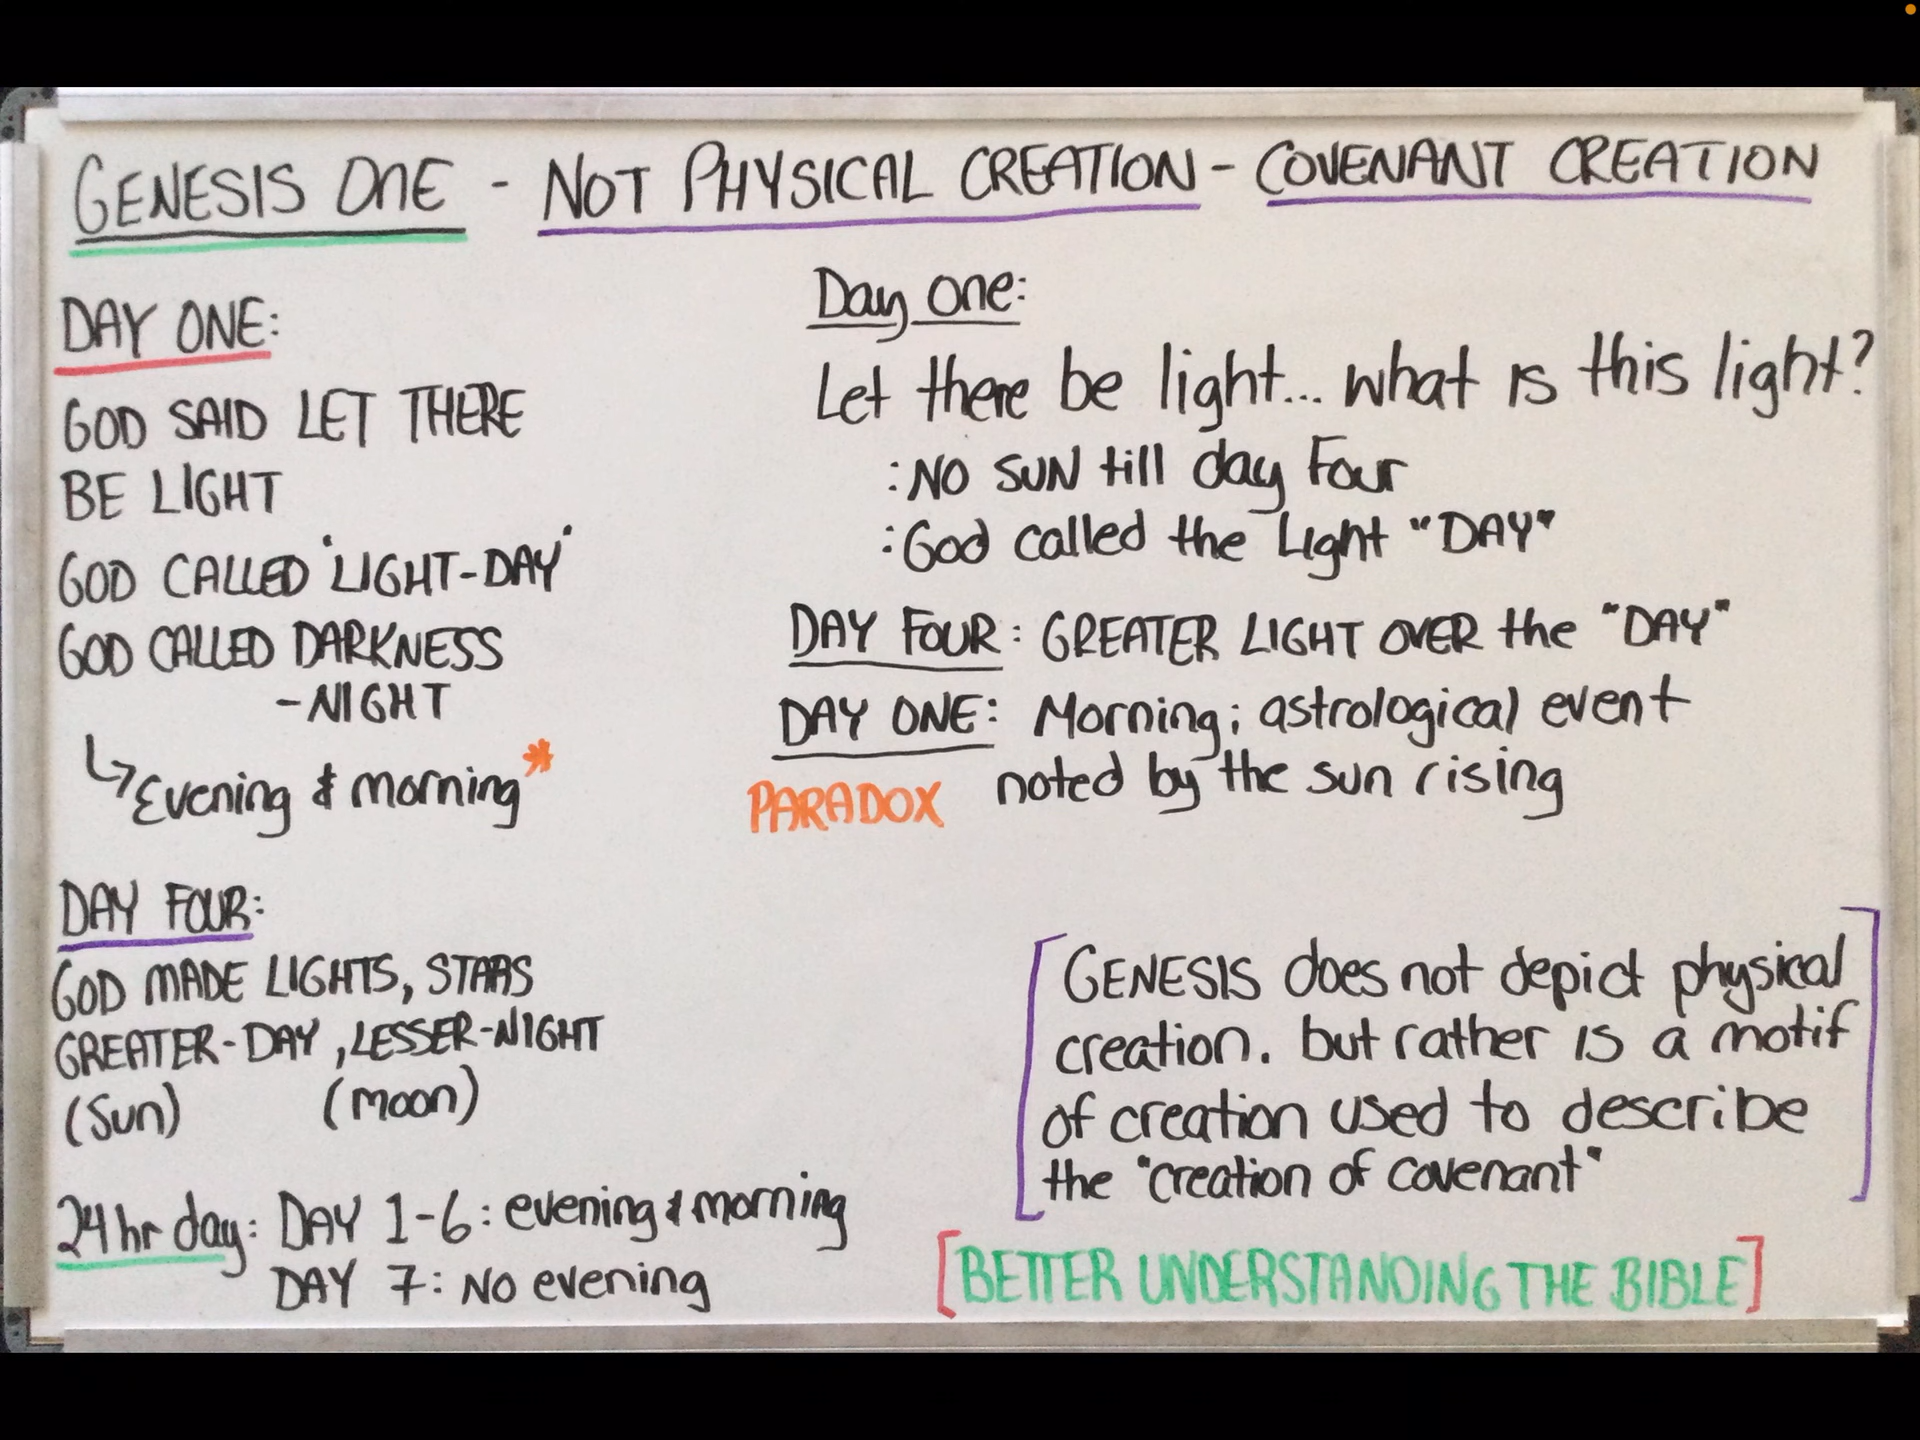 GENESIS ONE - NOT PHYSICAL CREATION - COVENANT CREATION
DAY ONE:
GOD SAID LET THERE
BE LIGHT
GOD CALLED 'LIGHT-DAY'
GOD CALLED DARKNESS
-NIGHT
↳ Evening & morning*
DAY FOUR:
GOD MADE LIGHTS, STARS
GREATER-DAY, LESSER-NIGHT
(Sun) (moon)
24hr day: DAY 1-6: evening & morning
DAY 7: NO evening
Day one:
Let there be light... what is this light?
:NO SUN till day Four
:God called the Light "DAY"
DAY FOUR: GREATER LIGHT OVER the "DAY"
DAY ONE: Morning; astrological event
PARADOX noted by the sun rising
[GENESIS does not depict physical
creation. but rather is a motif
of creation used to describe
the "creation of covenant"]
[BETTER UNDERSTANDING THE BIBLE]